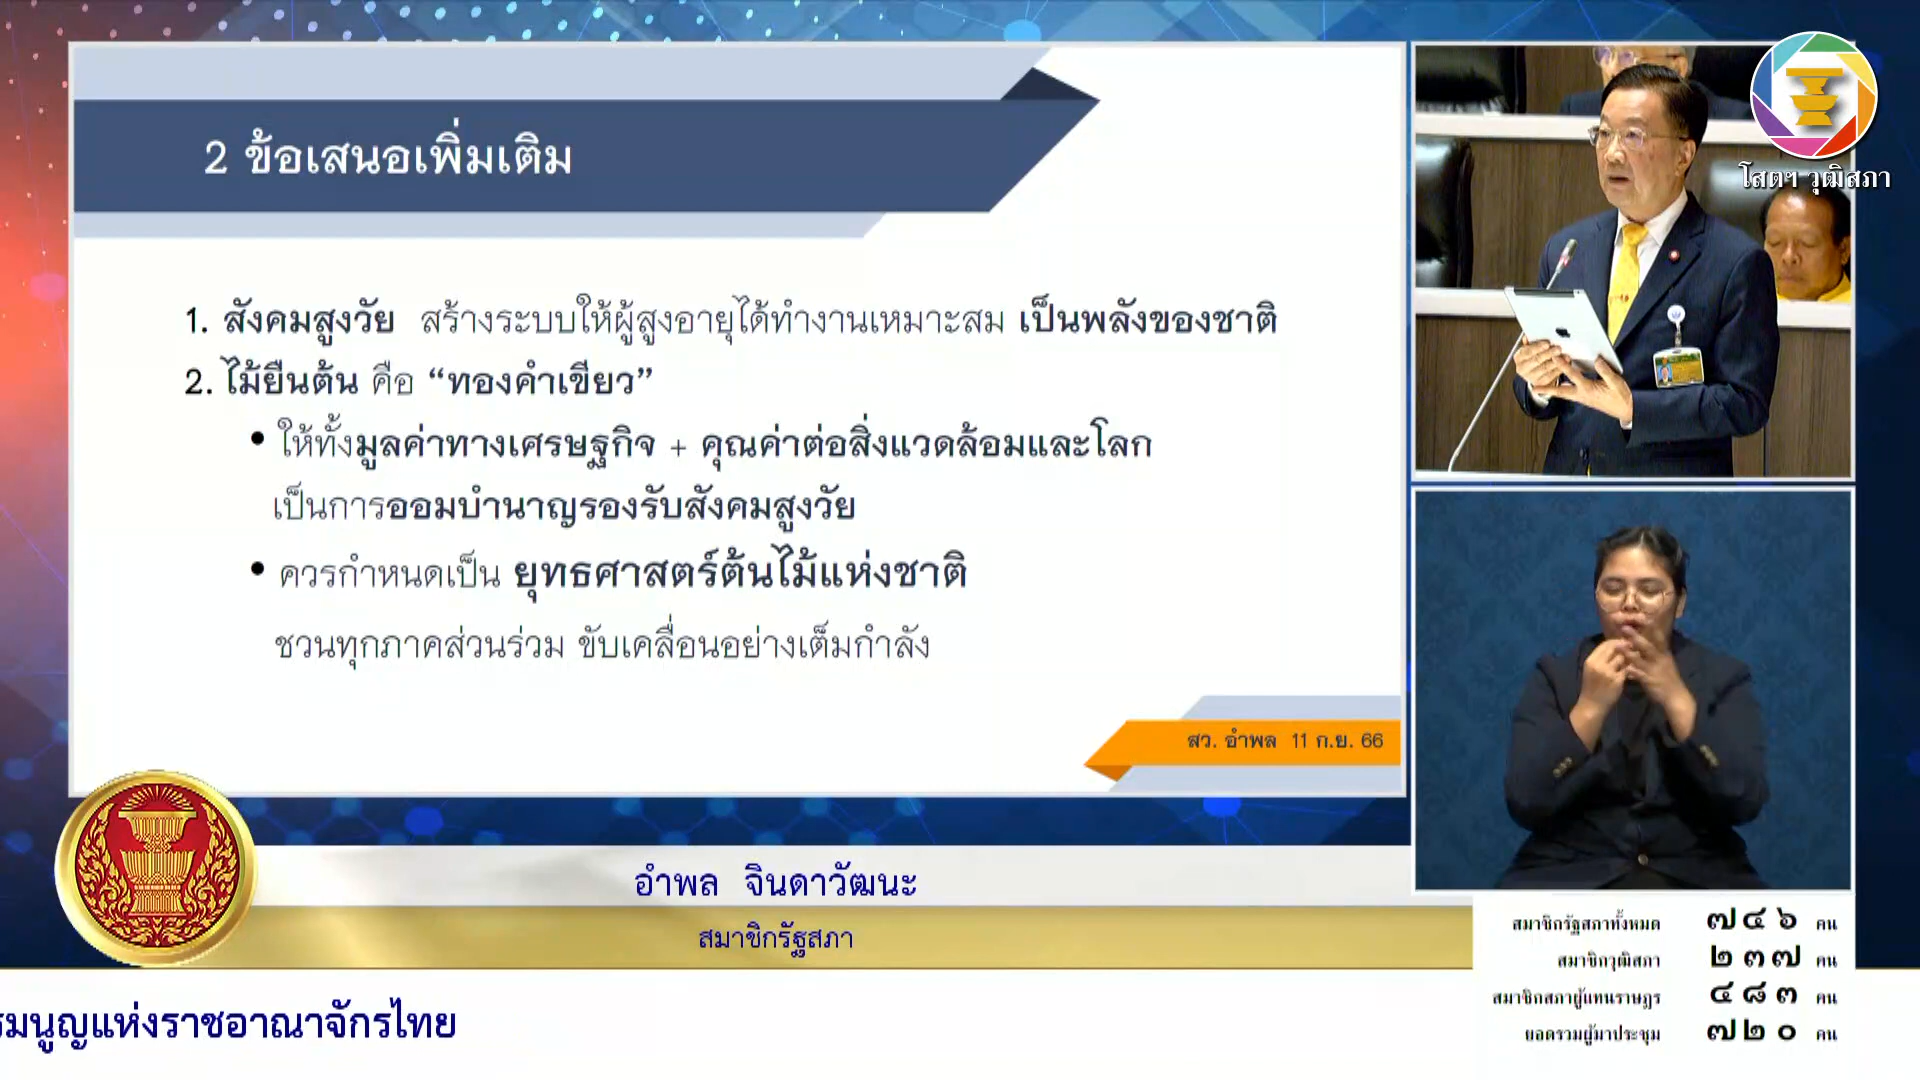 โสตฯ วุฒิสภา
2 ข้อเสนอเพิ่มเติม
1. สังคมสูงวัย สร้างระบบให้ผู้สูงอายุได้ทำงานเหมาะสม เป็นพลังของชาติ
2. ไม้ยืนต้น คือ “ทองคำเขียว”
• ให้ทั้งมูลค่าทางเศรษฐกิจ + คุณค่าต่อสิ่งแวดล้อมและโลก
เป็นการออมบำนาญรองรับสังคมสูงวัย
• ควรกำหนดเป็น ยุทธศาสตร์ต้นไม้แห่งชาติ
ชวนทุกภาคส่วนร่วม ขับเคลื่อนอย่างเต็มกำลัง
สว. อำพล 11 ก.ย. 66
อำพล จินดาวัฒนะ
สมาชิกรัฐสภา
สมาชิกรัฐสภาทั้งหมด ๗๔๖ คน
สมาชิกวุฒิสภา ๒๓๗ คน
สมาชิกสภาผู้แทนราษฎร ๔๘๓ คน
ยอดรวมผู้มาประชุม ๗๒๐ คน
รมนูญแห่งราชอาณาจักรไทย